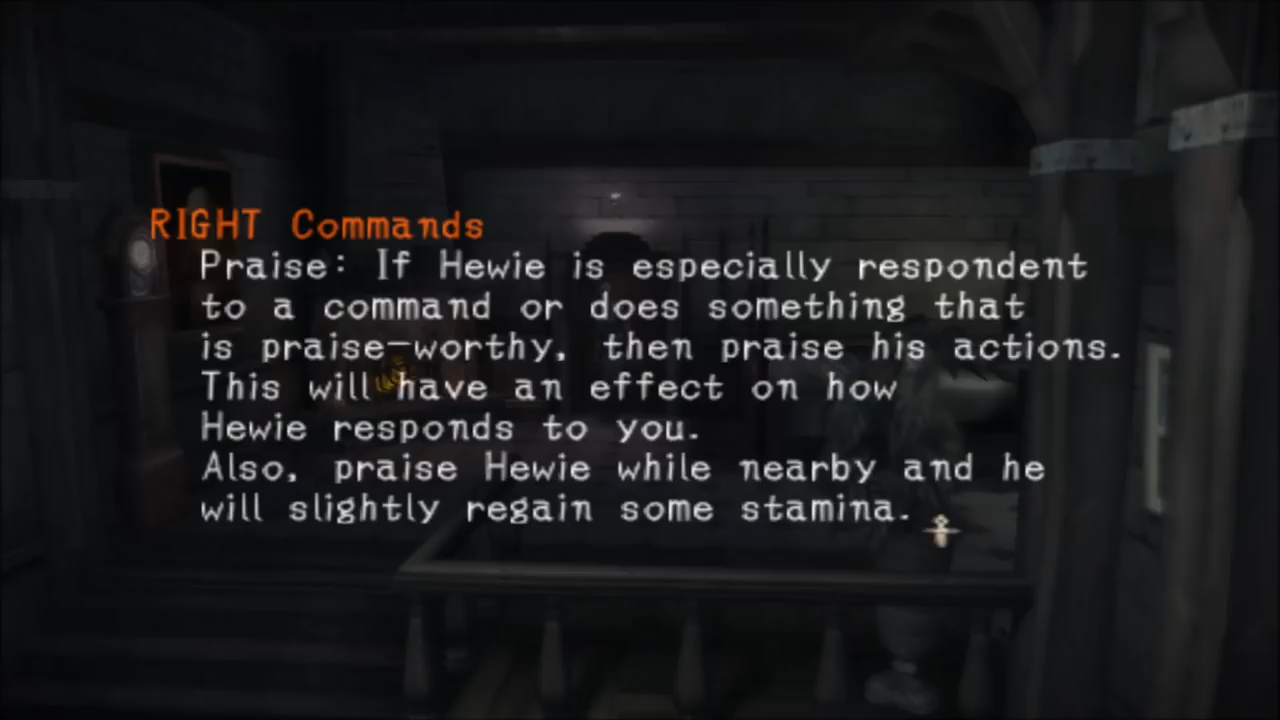 RIGHT Commands
Praise: If Hewie is especially respondent
to a command or does something that
is praise-worthy, then praise his actions.
This will have an effect on how
Hewie responds to you.
Also, praise Hewie while nearby and he
will slightly regain some stamina.